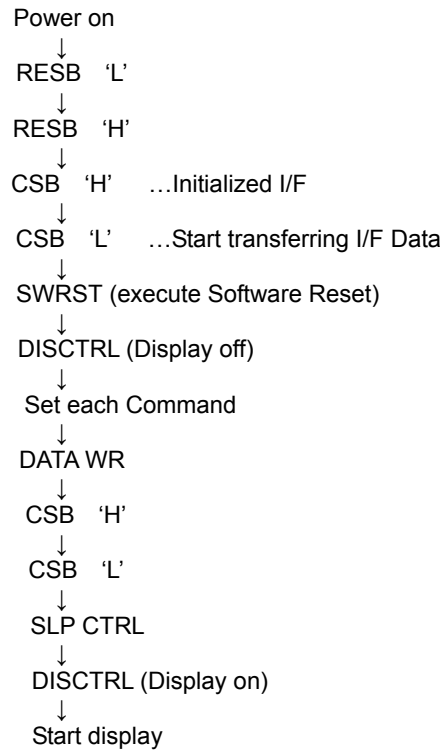 Power on
↓
RESB ‘L’
↓
RESB ‘H’
↓
CSB ‘H’ …Initialized I/F
↓
CSB ‘L’ …Start transferring I/F Data
↓
SWRST (execute Software Reset)
↓
DISCTRL (Display off)
↓
Set each Command
↓
DATA WR
↓
CSB ‘H’
↓
CSB ‘L’
↓
SLP CTRL
↓
DISCTRL (Display on)
↓
Start display